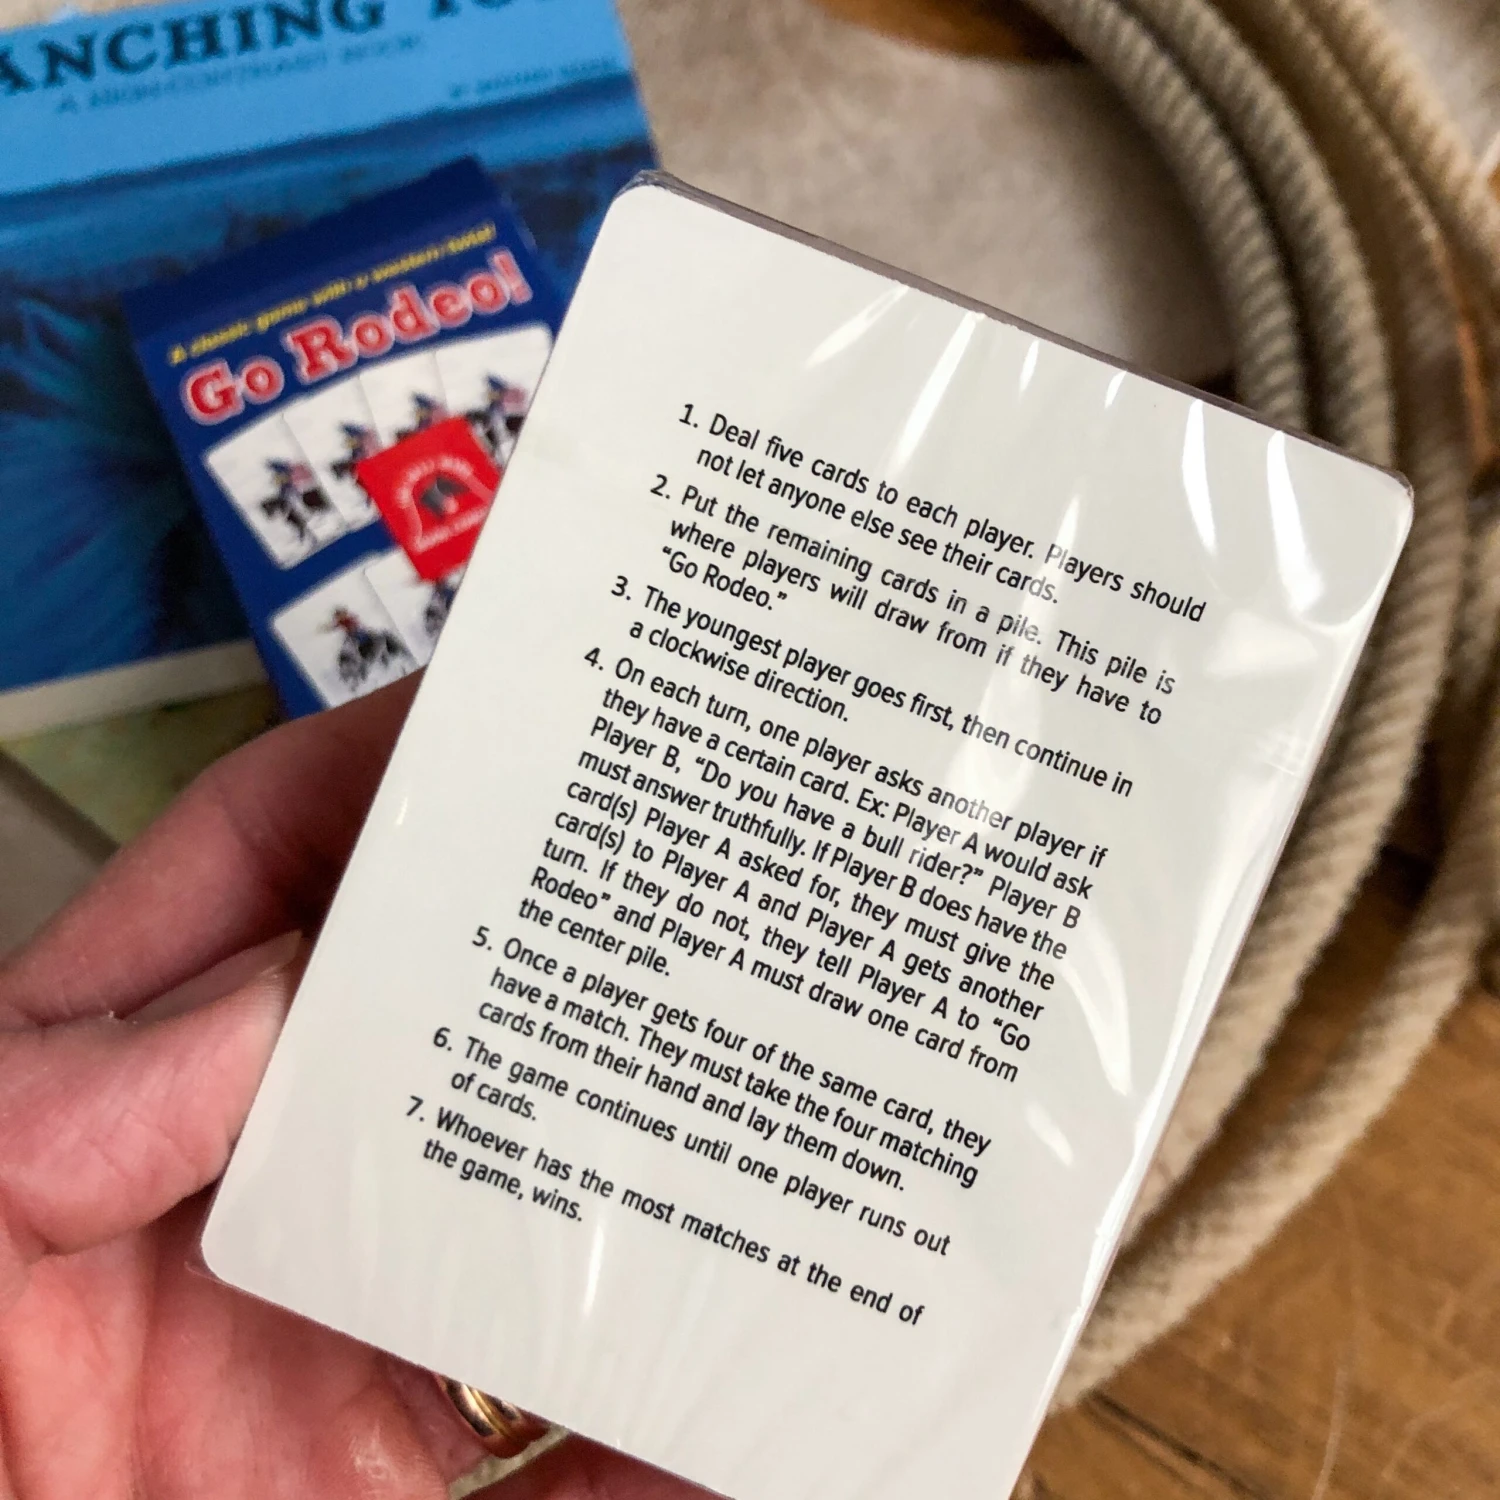 ANCHING
A HIGH-CONTRAST BOOK
A classic game with a western twist!
Go Rodeo!
1. Deal five cards to each player. Players should
not let anyone else see their cards.
2. Put the remaining cards in a pile. This pile is
where players will draw from if they have to
“Go Rodeo.”
3. The youngest player goes first, then continue in
a clockwise direction.
4. On each turn, one player asks another player if
they have a certain card. Ex: Player A would ask
Player B, “Do you have a bull rider?” Player B
must answer truthfully. If Player B does have the
card(s) Player A asked for, they must give the
card(s) to Player A and Player A gets another
turn. If they do not, they tell Player A to “Go
Rodeo” and Player A must draw one card from
the center pile.
5. Once a player gets four of the same card, they
have a match. They must take the four matching
cards from their hand and lay them down.
6. The game continues until one player runs out
of cards.
7. Whoever has the most matches at the end of
the game, wins.